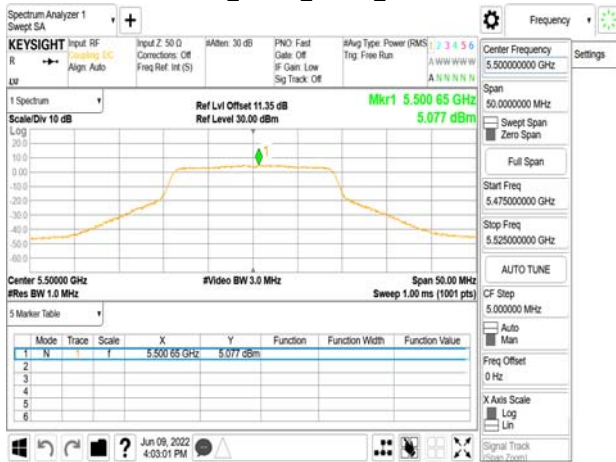 Spectrum Analyzer 1
Swept SA
+
Frequency
KEYSIGHT
R
Input: RF
Coupling: DC
Align: Auto
Input Z: 50 Ω
Corrections: Off
Freq Ref: Int (S)
#Atten: 30 dB
PNO: Fast
Gate: Off
IF Gain: Low
Sig Track: Off
#Avg Type: Power (RMS
Trig: Free Run
1 2 3 4 5 6
A W W W W W
A N N N N N
1 Spectrum
Scale/Div 10 dB
Log
Ref Lvl Offset 11.35 dB
Ref Level 30.00 dBm
Mkr1 5.500 65 GHz
5.077 dBm
1
20.0
10.0
0.00
-10.0
-20.0
-30.0
-40.0
-50.0
-60.0
Center 5.50000 GHz
#Res BW 1.0 MHz
#Video BW 3.0 MHz
Span 50.00 MHz
Sweep 1.00 ms (1001 pts)
5 Marker Table
Mode Trace Scale X Y Function Function Width Function Value
1 N 1 f 5.500 65 GHz 5.077 dBm
2
3
4
5
6
Jun 09, 2022
4:03:01 PM
Center Frequency
5.500000000 GHz
Settings
Span
50.0000000 MHz
Swept Span
Zero Span
Full Span
Start Freq
5.475000000 GHz
Stop Freq
5.525000000 GHz
AUTO TUNE
CF Step
5.000000 MHz
Auto
Man
Freq Offset
0 Hz
X Axis Scale
Log
Lin
Signal Track
(Span Zoom)